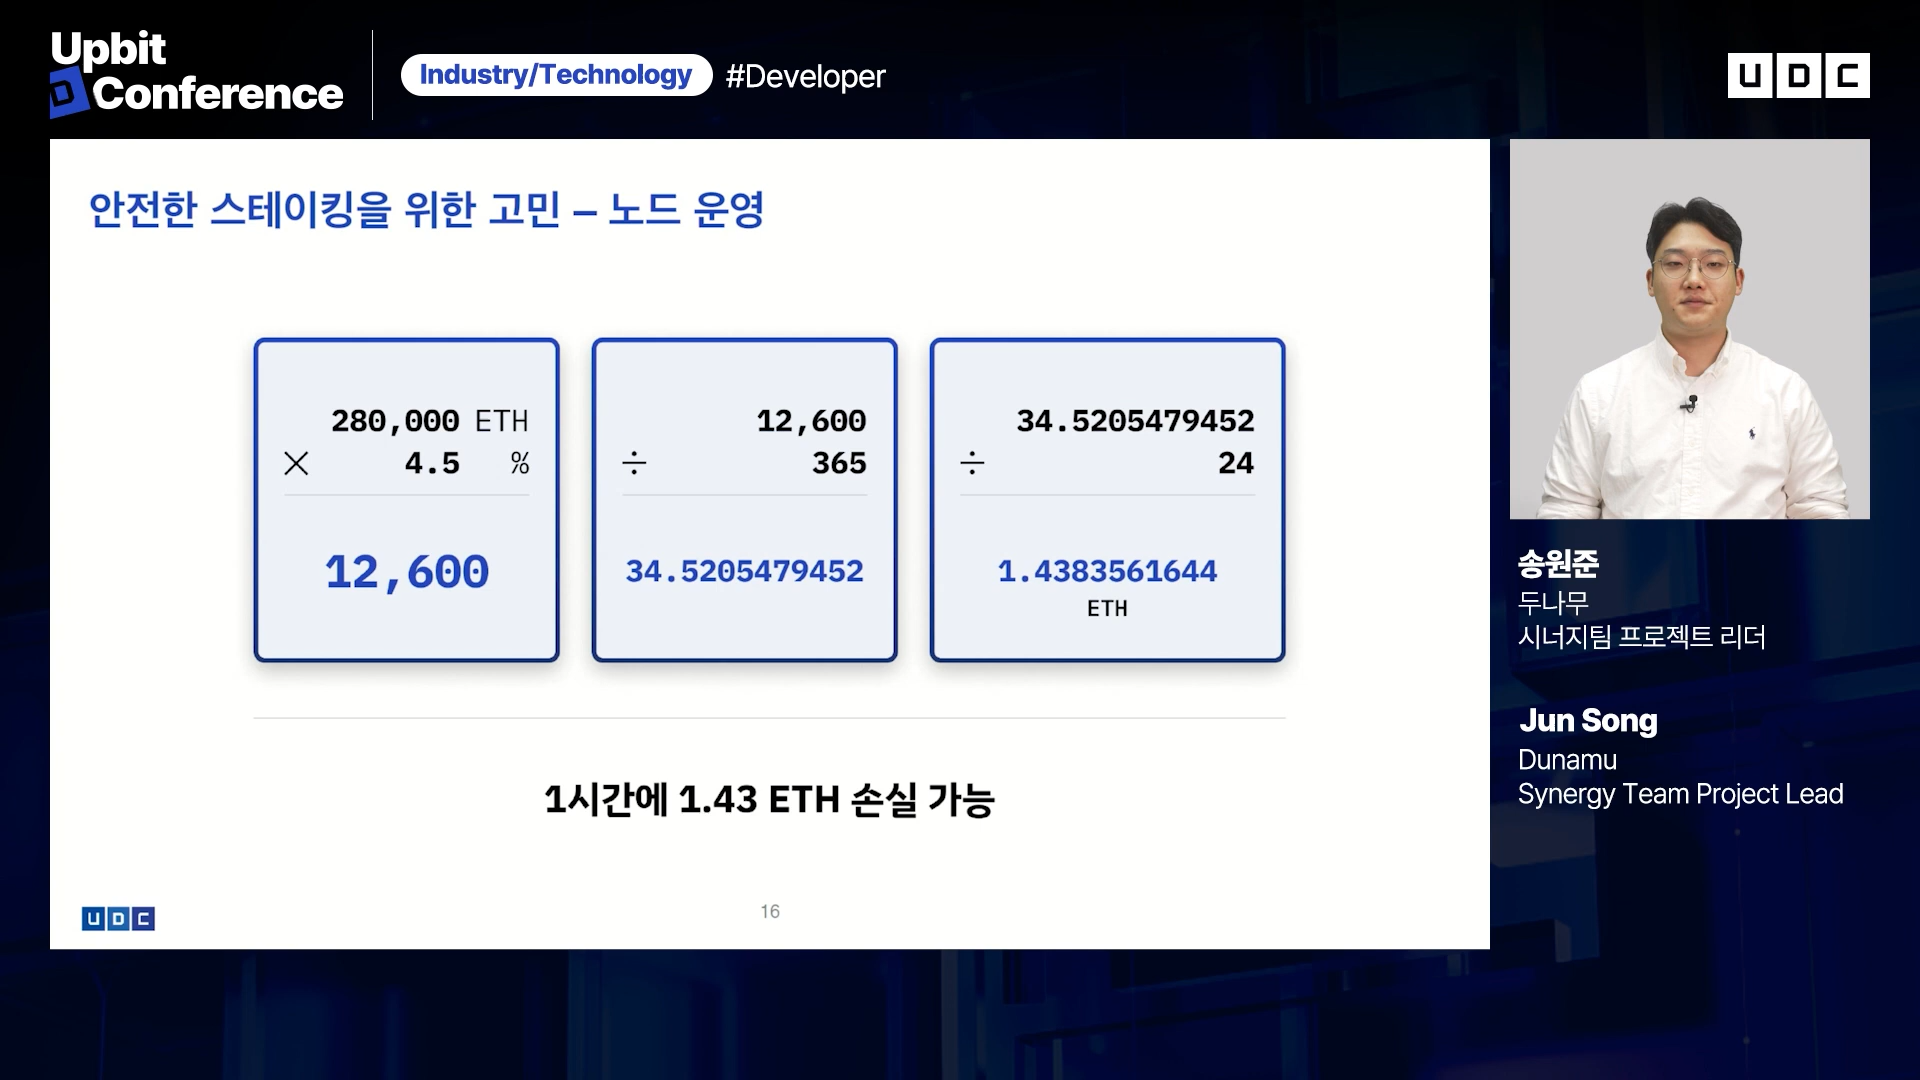 Upbit
D Conference
Industry/Technology #Developer
UDC
안전한 스테이킹을 위한 고민 – 노드 운영
280,000 ETH
× 4.5 %
12,600
12,600
÷ 365
34.5205479452
34.5205479452
÷ 24
1.4383561644
ETH
1시간에 1.43 ETH 손실 가능
UDC
16
송원준
두나무
시너지팀 프로젝트 리더
Jun Song
Dunamu
Synergy Team Project Lead